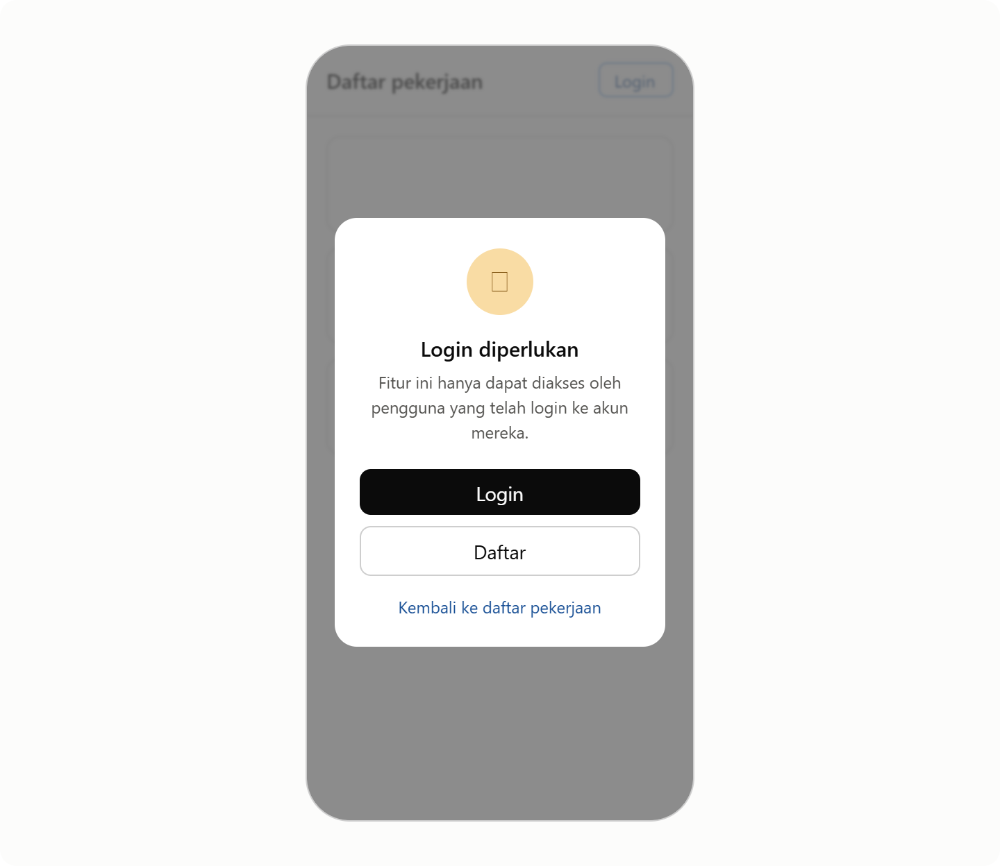 Daftar pekerjaan
Login
Login diperlukan
Fitur ini hanya dapat diakses oleh
pengguna yang telah login ke akun
mereka.
Login
Daftar
Kembali ke daftar pekerjaan